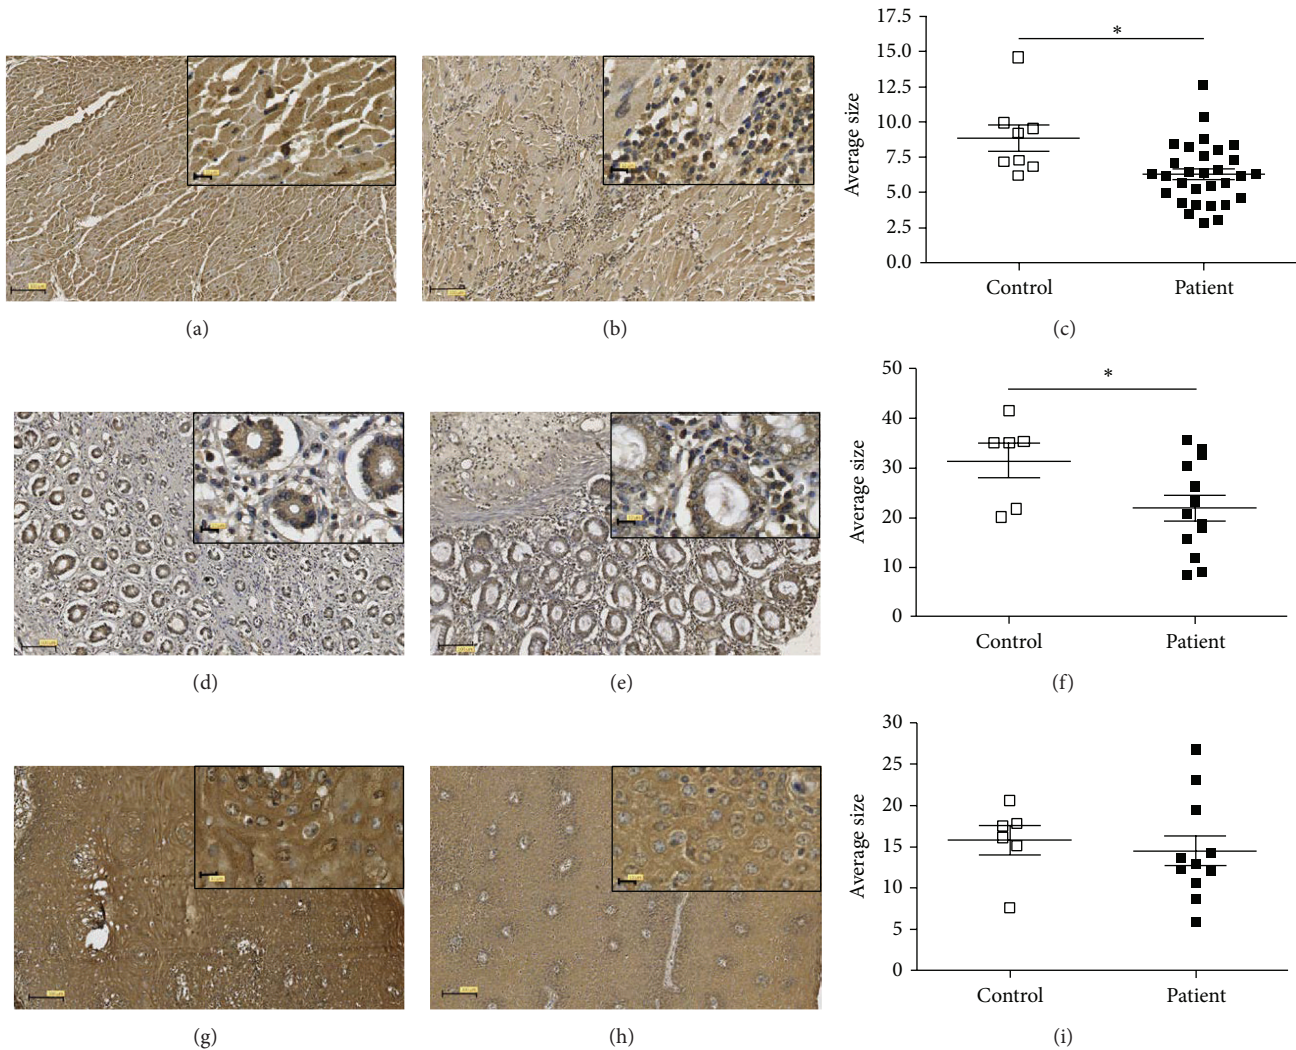 17.5
15.0
12.5
10.0
7.5
5.0
2.5
0.0
Average size
*
Control
Patient
(a)
(b)
(c)
50
40
30
20
10
0
Average size
*
Control
Patient
(d)
(e)
(f)
30
25
20
15
10
5
0
Average size
Control
Patient
(g)
(h)
(i)